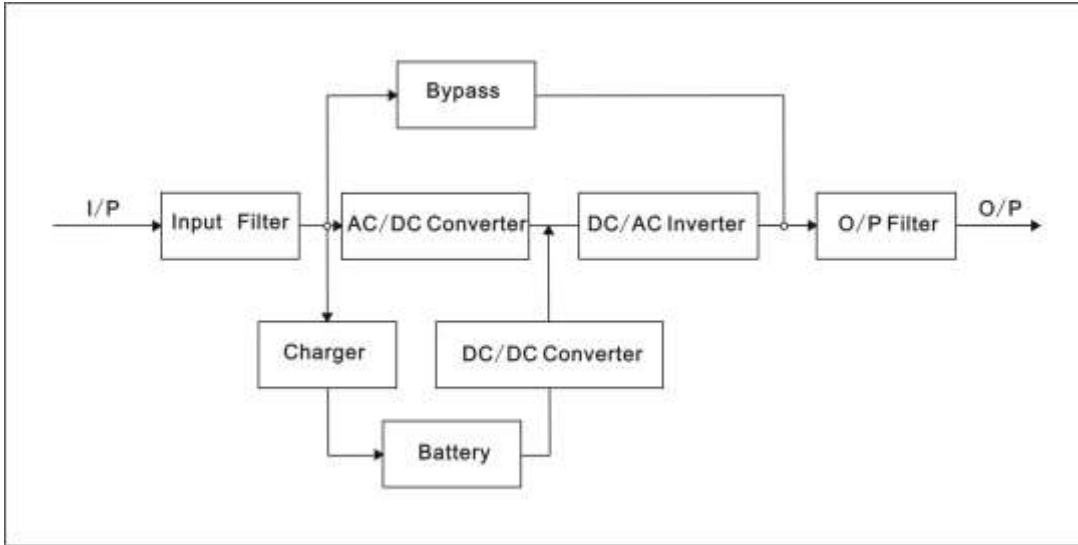 Bypass
I/P
Input Filter
AC/DC Converter
DC/AC Inverter
O/P Filter
O/P
Charger
DC/DC Converter
Battery